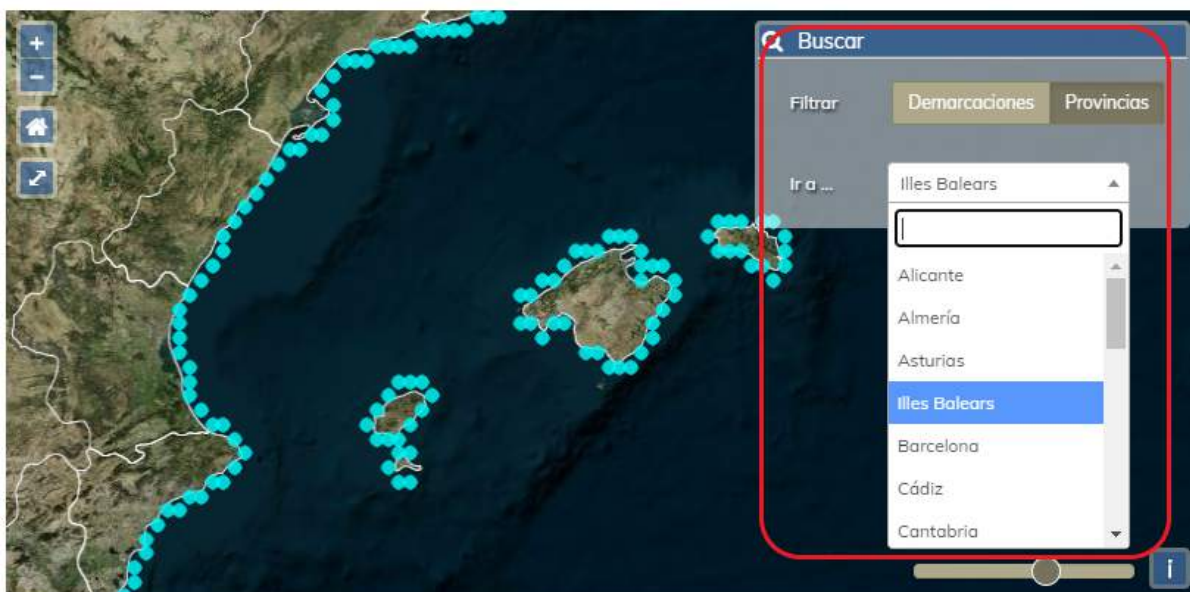 +
−
Buscar
Filtrar
Demarcaciones Provincias
Ir a ...
Illes Balears
Alicante
Almería
Asturias
Illes Balears
Barcelona
Cádiz
Cantabria
i